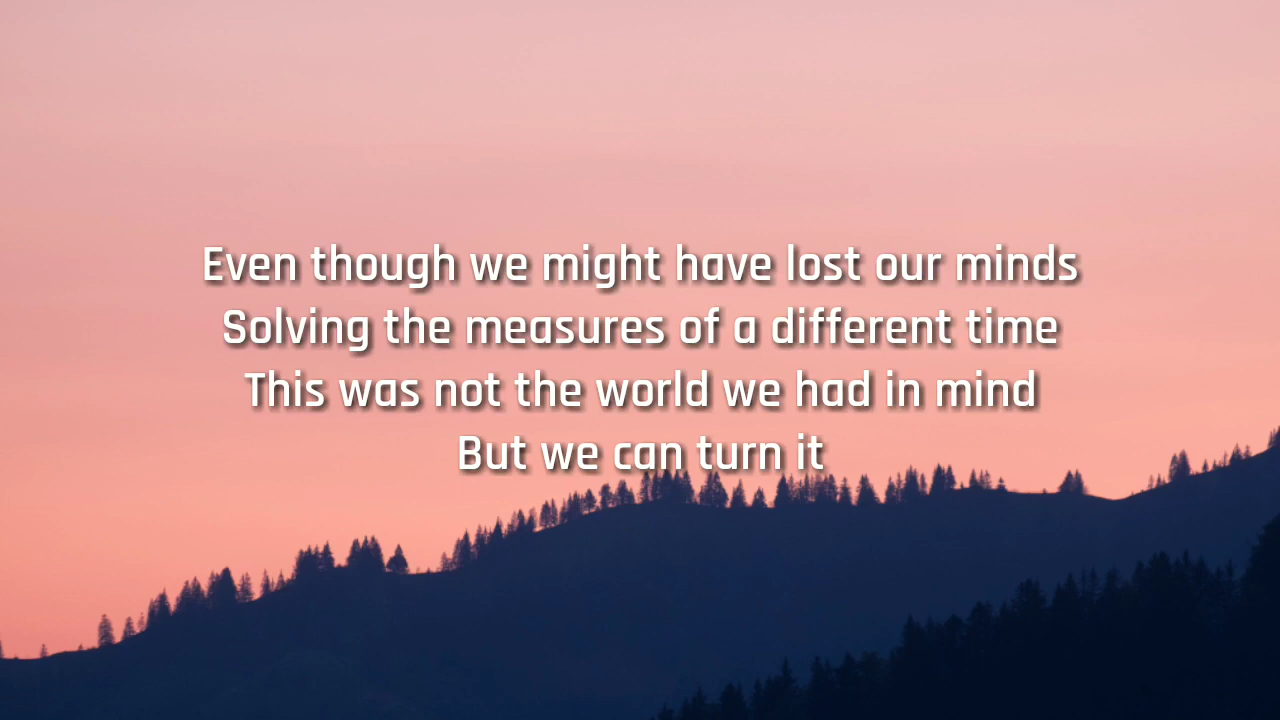 Even though we might have lost our minds
Solving the measures of a different time
This was not the world we had in mind
But we can turn it